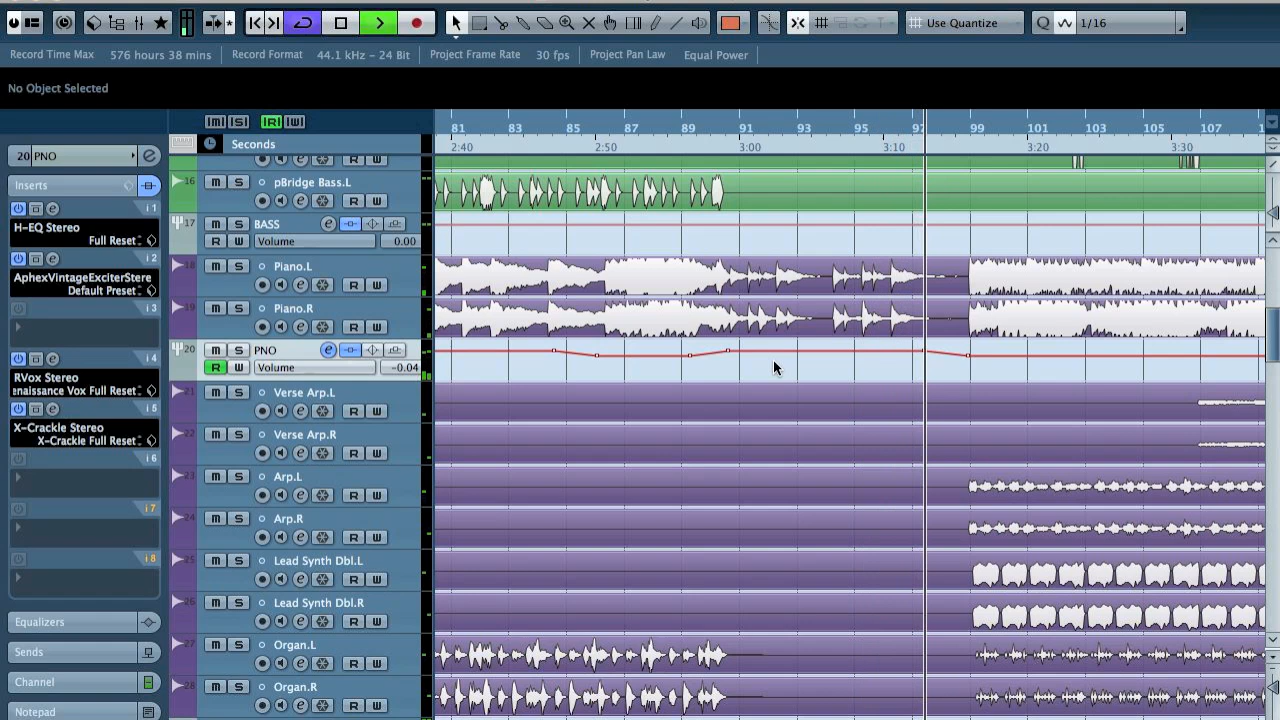 Use Quantize
Q
1/16
Record Time Max 576 hours 38 mins Record Format 44.1 kHz - 24 Bit Project Frame Rate 30 fps Project Pan Law Equal Power
No Object Selected
M S R W
81 83 85 87 89 91 93 95 97 99 101 103 105 107
Seconds
2:40 2:50 3:00 3:10 3:20 3:30
20 PNO
Inserts
i 1
H-EQ Stereo
Full Reset
i 2
AphexVintageExciterStere
Default Preset
i 3
i 4
RVox Stereo
enaissance Vox Full Reset
i 5
X-Crackle Stereo
X-Crackle Full Reset
i 6
i 7
i 8
Equalizers
Sends
Channel
Notepad
R W
16 m S pBridge Bass.L
e R W
17 m S BASS e
R W Volume 0.00
18 m S Piano.L
e R W
19 m S Piano.R
e R W
20 m S PNO e
R W Volume -0.04
21 m S Verse Arp.L
e R W
22 m S Verse Arp.R
e R W
23 m S Arp.L
e R W
24 m S Arp.R
e R W
25 m S Lead Synth Dbl.L
e R W
26 m S Lead Synth Dbl.R
e R W
27 m S Organ.L
e R W
28 m S Organ.R
e R W